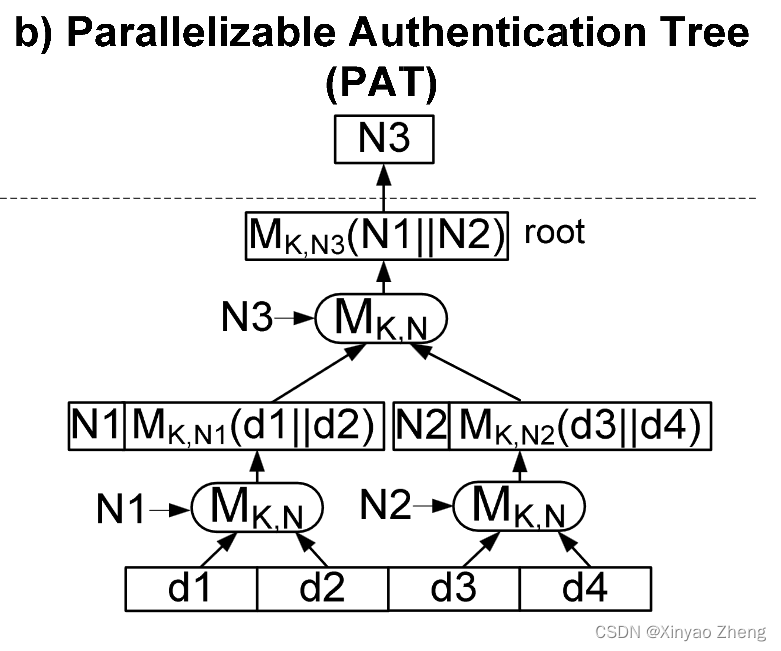 b) Parallelizable Authentication Tree
(PAT)
N3
M_{K,N3}(N1||N2) root
N3 M_{K,N}
N1 M_{K,N1}(d1||d2) N2 M_{K,N2}(d3||d4)
N1 M_{K,N} N2 M_{K,N}
d1 d2 d3 d4
CSDN @Xinyao Zheng